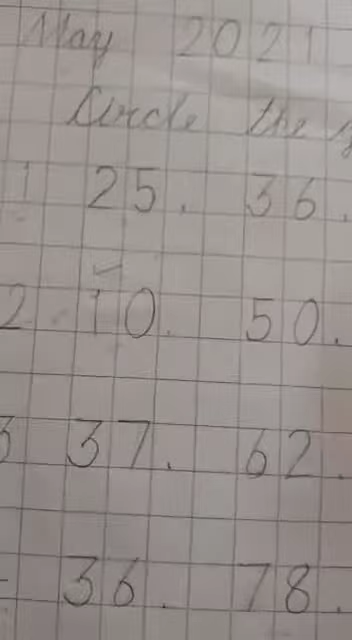 May 2021
Circle the
1 25. 36.
2. 10. 50.
3 37. 62.
36. 78.